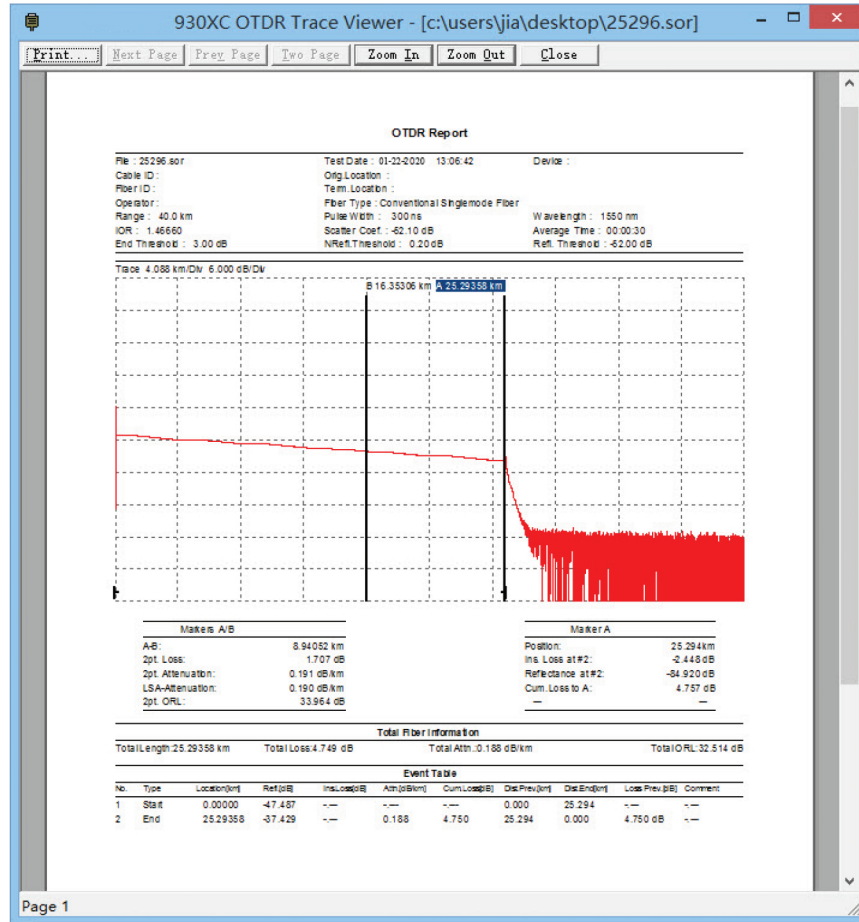 930XC OTDR Trace Viewer - [c:\users\jia\desktop\25296.sor]
Print... Next Page Prev Page Two Page Zoom In Zoom Out Close
OTDR Report
File : 25296.sor Test Date : 01-22-2020 13:06:42 Device :
Cable ID : Orig.Location :
Fiber ID : Term.Location :
Operator : Fiber Type : Conventional Singlemode Fiber
Range : 40.0 km Pulse Width : 300 ns Wavelength : 1550 nm
IOR : 1.46660 Scatter Coef. : -52.10 dB Average Time : 00:00:30
End Threshold : 3.00 dB NRefl.Threshold : 0.20 dB Refl. Threshold : -52.00 dB
Trace 4.088 km/Div 6.000 dB/Div
B 16.35306 km A 25.29358 km
Markers A/B
A-B: 8.94052 km
2pt. Loss: 1.707 dB
2pt. Attenuation: 0.191 dB/km
LSA-Attenuation: 0.190 dB/km
2pt. ORL: 33.964 dB
Marker A
Position: 25.294km
Ins. Loss at #2: -2.448 dB
Reflectance at #2: -84.920 dB
Cum.Loss to A: 4.757 dB
— —
Total Fiber Information
Total Length:25.29358 km Total Loss:4.749 dB Total Attn.:0.188 dB/km Total ORL:32.514 dB
Event Table
No. Type Location[km] Ref.[dB] Ins.Loss[dB] Attn.[dB/km] Cum.Loss[dB] Dist.Prev.[km] Dist.End[km] Loss Prev.[dB] Comment
1 Start 0.00000 -47.487 -.— -.— -.— 0.000 25.294 -.— -.—
2 End 25.29358 -37.429 -.— 0.188 4.750 25.294 0.000 4.750 dB -.—
Page 1